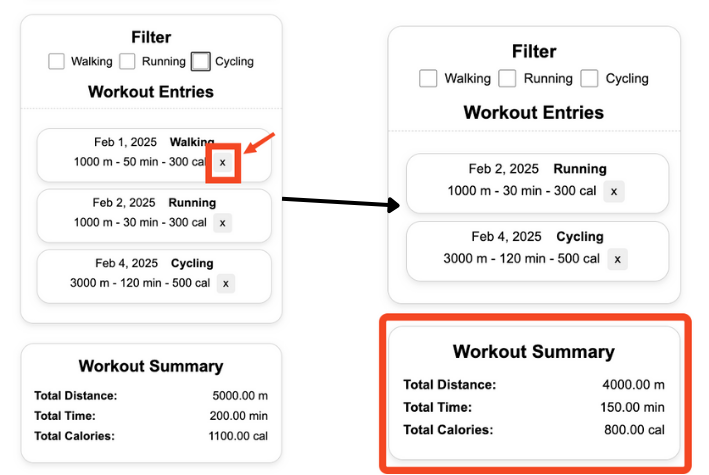 Filter
Walking Running Cycling
Workout Entries
Feb 1, 2025 Walking
1000 m - 50 min - 300 cal x
Feb 2, 2025 Running
1000 m - 30 min - 300 cal x
Feb 4, 2025 Cycling
3000 m - 120 min - 500 cal x
Workout Summary
Total Distance: 5000.00 m
Total Time: 200.00 min
Total Calories: 1100.00 cal
Filter
Walking Running Cycling
Workout Entries
Feb 2, 2025 Running
1000 m - 30 min - 300 cal x
Feb 4, 2025 Cycling
3000 m - 120 min - 500 cal x
Workout Summary
Total Distance: 4000.00 m
Total Time: 150.00 min
Total Calories: 800.00 cal